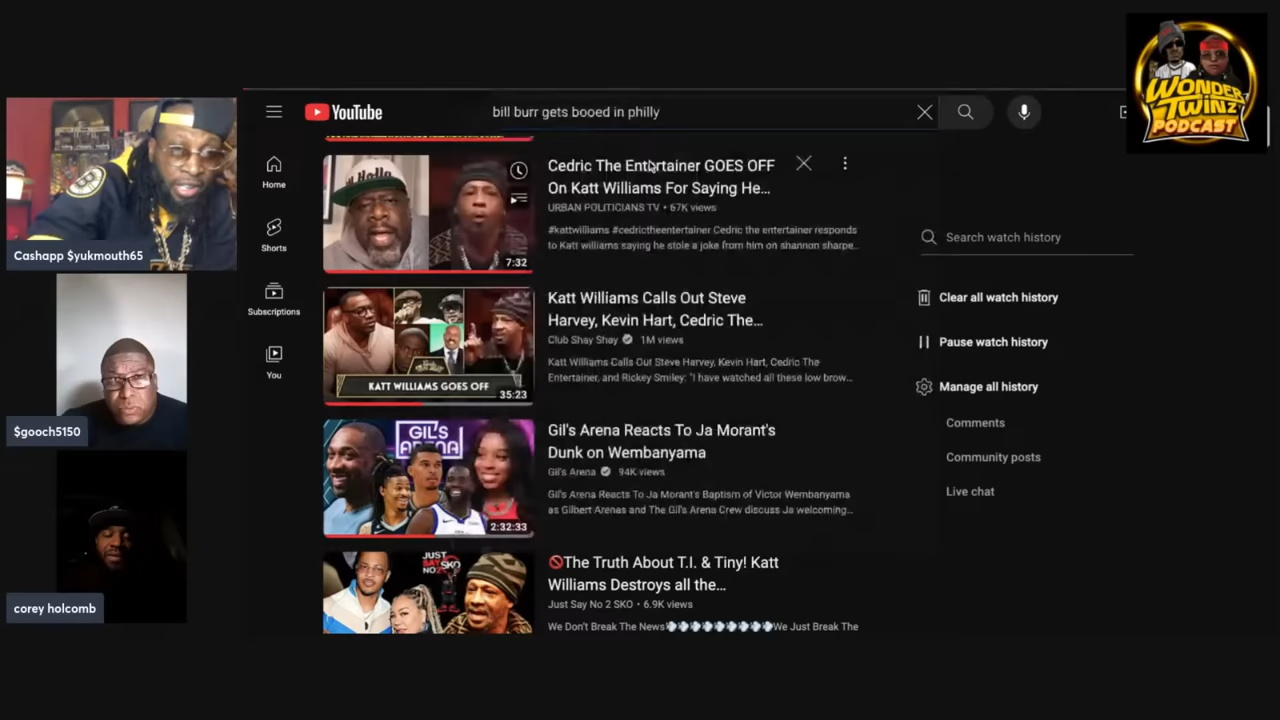 WONDER
TWINZ
PODCAST
YouTube
bill burr gets booed in philly
Home
Shorts
Subscriptions
You
Cashapp $yukmouth65
$gooch5150
corey holcomb
7:32
Cedric The Entertainer GOES OFF
On Katt Williams For Saying He...
URBAN POLITICIANS TV • 67K views
#kattwilliams #cedrictheentertainer Cedric the entertainer responds
to Katt williams saying he stole a joke from him on shannon sharpe...
KATT WILLIAMS GOES OFF
35:23
Katt Williams Calls Out Steve
Harvey, Kevin Hart, Cedric The...
Club Shay Shay 1M views
Katt Williams Calls Out Steve Harvey, Kevin Hart, Cedric The
Entertainer, and Rickey Smiley: "I have watched all these low brow...
GIL'S
ARENA
2:32:33
Gil's Arena Reacts To Ja Morant's
Dunk on Wembanyama
Gil's Arena 94K views
Gil's Arena Reacts To Ja Morant's Baptism of Victor Wembanyama
as Gilbert Arenas and The Gil's Arena Crew discuss Ja welcoming...
JUST
SAY
NO2SKO
🚫The Truth About T.I. & Tiny! Katt
Williams Destroys all the...
Just Say No 2 SKO • 6.9K views
We Don't Break The News💨💨💨💨💨💨💨💨💨We Just Break The
Search watch history
Clear all watch history
Pause watch history
Manage all history
Comments
Community posts
Live chat